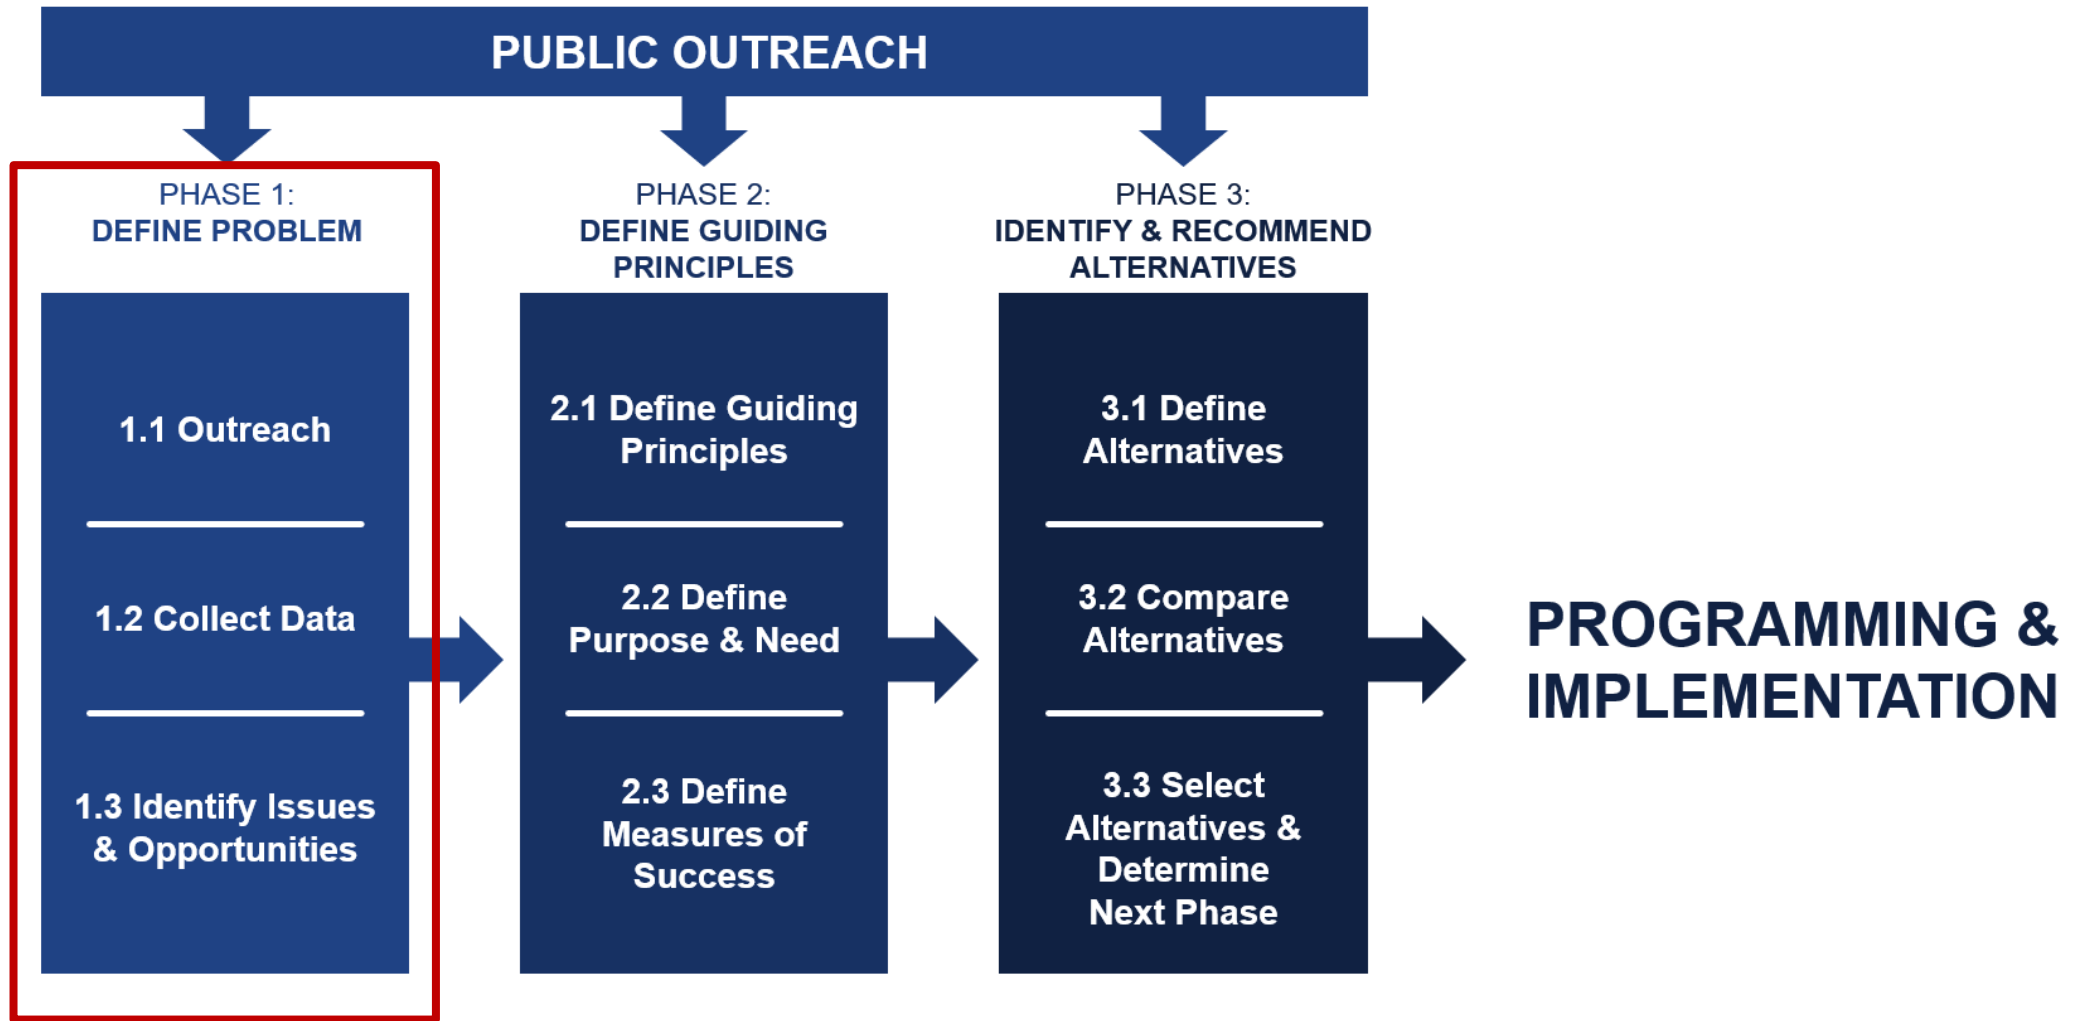 PUBLIC OUTREACH
PHASE 1:
DEFINE PROBLEM
1.1 Outreach
1.2 Collect Data
1.3 Identify Issues
& Opportunities
PHASE 2:
DEFINE GUIDING
PRINCIPLES
2.1 Define Guiding
Principles
2.2 Define
Purpose & Need
2.3 Define
Measures of
Success
PHASE 3:
IDENTIFY & RECOMMEND
ALTERNATIVES
3.1 Define
Alternatives
3.2 Compare
Alternatives
3.3 Select
Alternatives &
Determine
Next Phase
PROGRAMMING &
IMPLEMENTATION